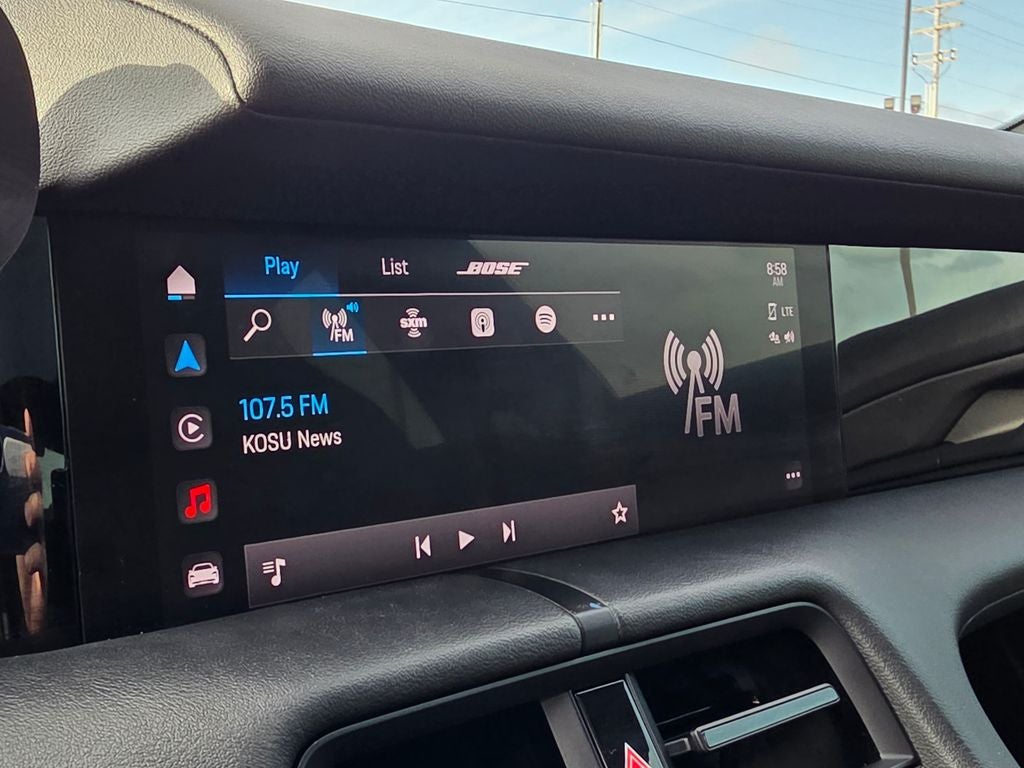 Play List BOSE
8:58
AM
FM sxm
LTE
107.5 FM
KOSU News
FM